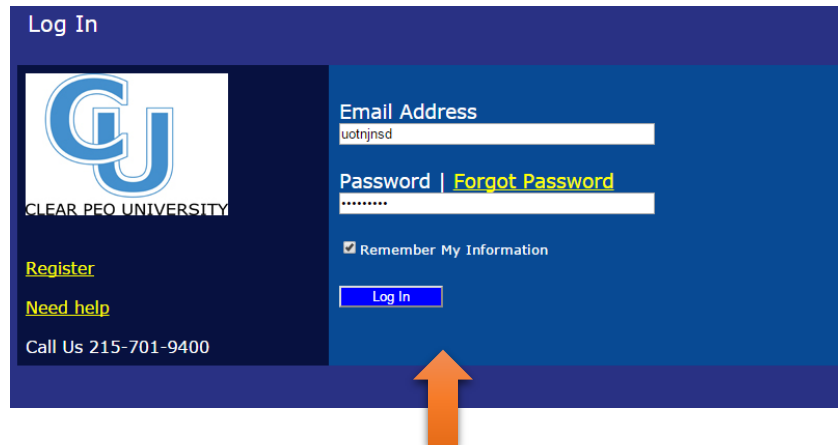 Log In
CU
CLEAR PEO UNIVERSITY
Register
Need help
Call Us 215-701-9400
Email Address
uotnjnsd
Password | Forgot Password
•••••••••
Remember My Information
Log In